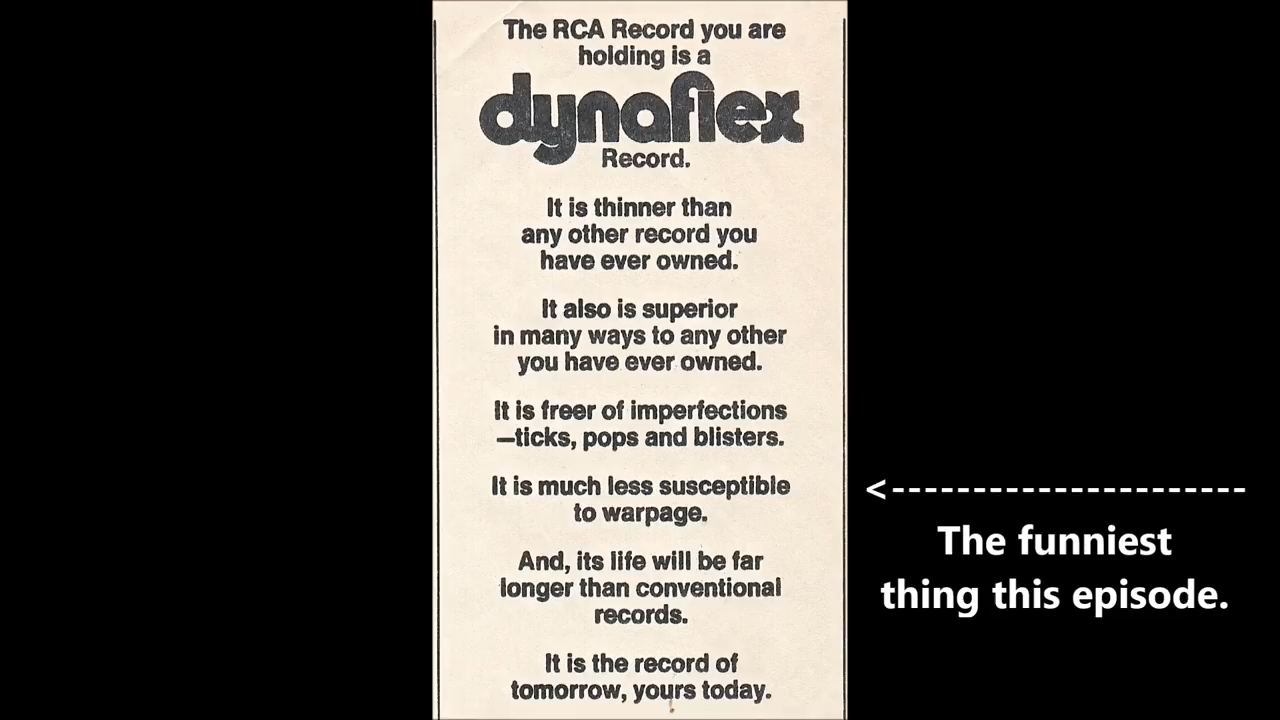 The RCA Record you are
holding is a
dynaflex
Record.
It is thinner than
any other record you
have ever owned.
It also is superior
in many ways to any other
you have ever owned.
It is freer of imperfections
—ticks, pops and blisters.
It is much less susceptible
to warpage.
And, its life will be far
longer than conventional
records.
It is the record of
tomorrow, yours today.
<-----------------------
The funniest
thing this episode.